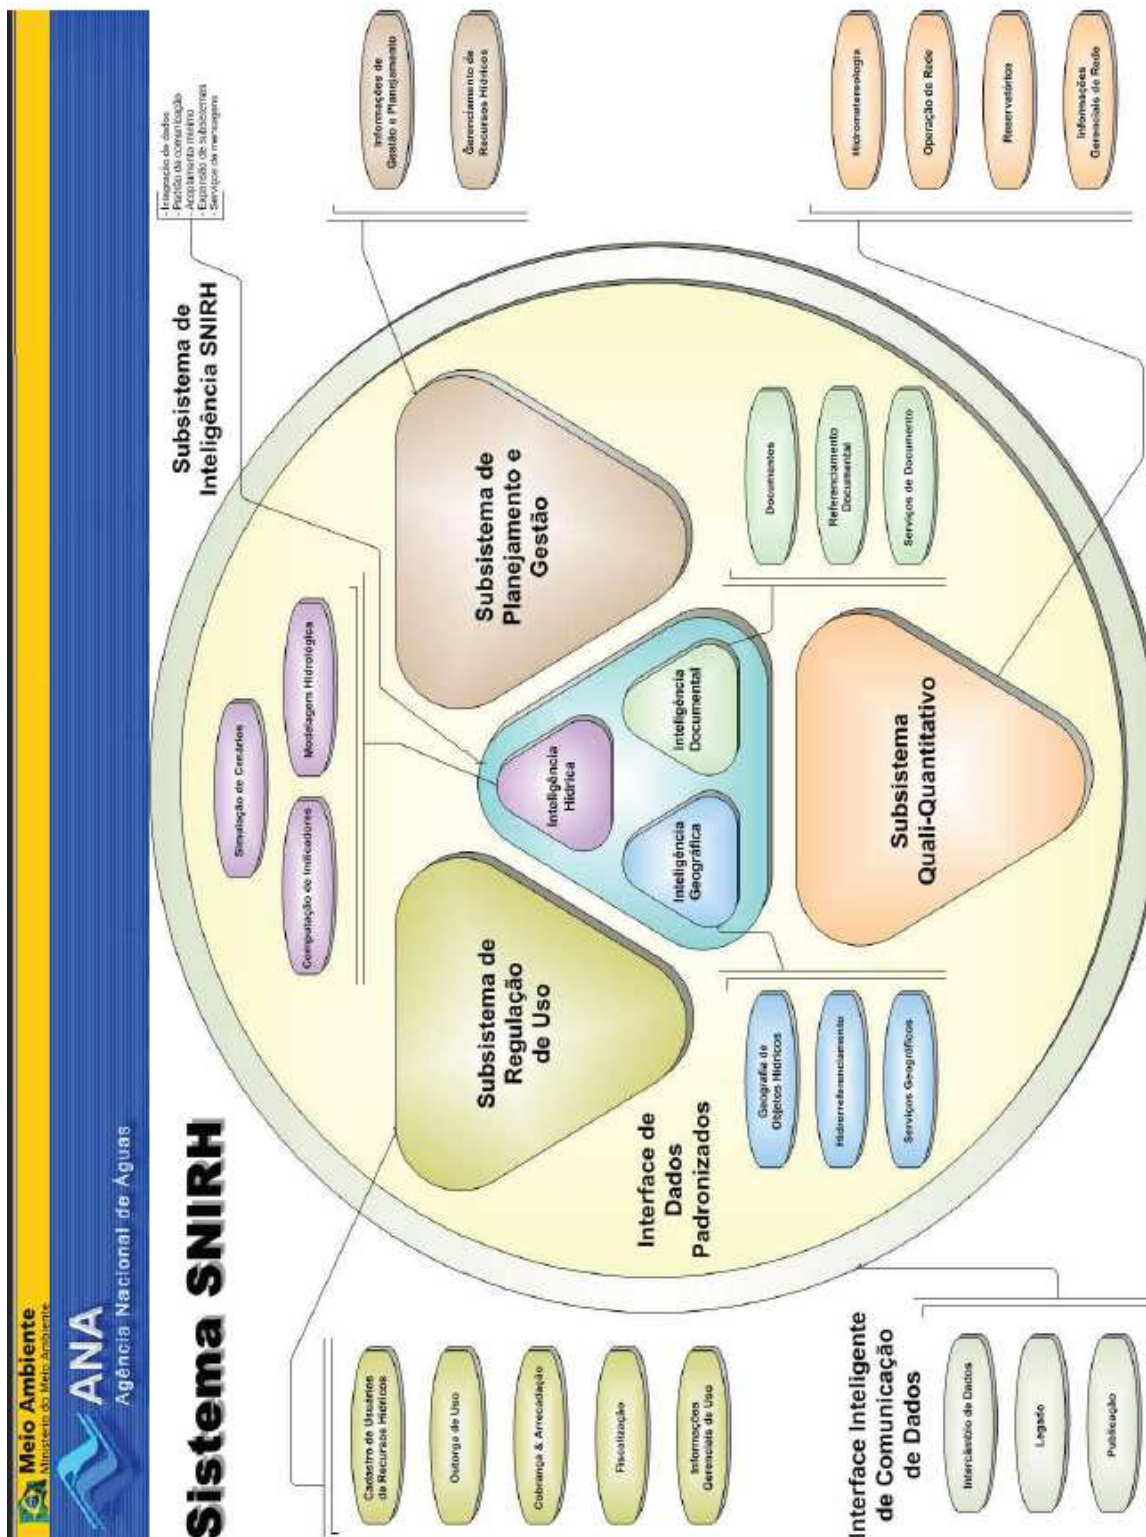 Meio Ambiente
Ministério do Meio Ambiente
ANA
Agência Nacional de Águas
Sistema SNIRH
- Integração de dados
- Padrão da comunicação
- Acoplamento mínimo
- Expansão de subsistemas
- Serviços de mensagens
Subsistema de
Inteligência SNIRH
Simulação de Cenários
Computação de Indicadores
Modelagem Hidrológica
Cadastro de Usuários
de Recursos Hídricos
Outorga de Uso
Cobrança & Arrecadação
Fiscalização
Informações
Gerenciais de Uso
Subsistema de
Regulação
de Uso
Subsistema de
Planejamento e
Gestão
Informações de
Gestão e Planejamento
Gerenciamento de
Recursos Hídricos
Inteligência
Hídrica
Inteligência
Geográfica
Inteligência
Documental
Interface de
Dados
Padronizados
Geografia de
Objetos Hídricos
Hidrorreferenciamento
Serviços Geográficos
Documentos
Referenciamento
Documental
Serviços de Documento
Subsistema
Quali-Quantitativo
Hidrometereologia
Operação de Rede
Reservatórios
Informações
Gerenciais de Rede
Interface Inteligente
de Comunicação
de Dados
Intercâmbio de Dados
Legado
Publicação